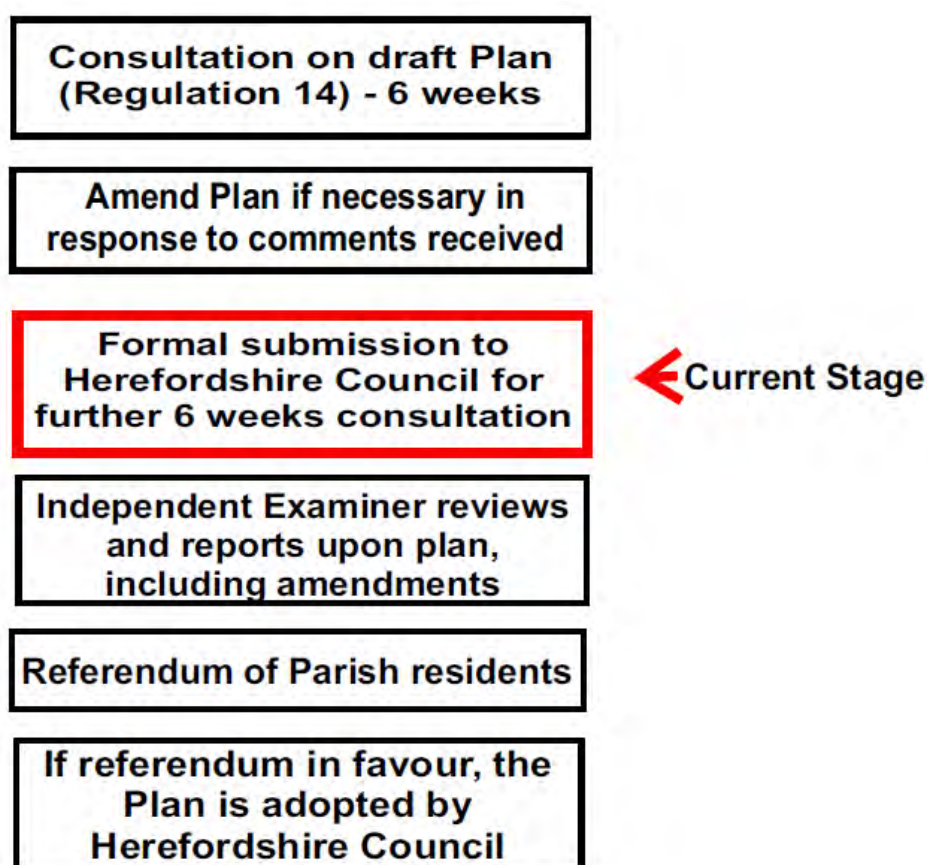 Consultation on draft Plan
(Regulation 14) - 6 weeks
Amend Plan if necessary in
response to comments received
Formal submission to
Herefordshire Council for
further 6 weeks consultation
Current Stage
Independent Examiner reviews
and reports upon plan,
including amendments
Referendum of Parish residents
If referendum in favour, the
Plan is adopted by
Herefordshire Council